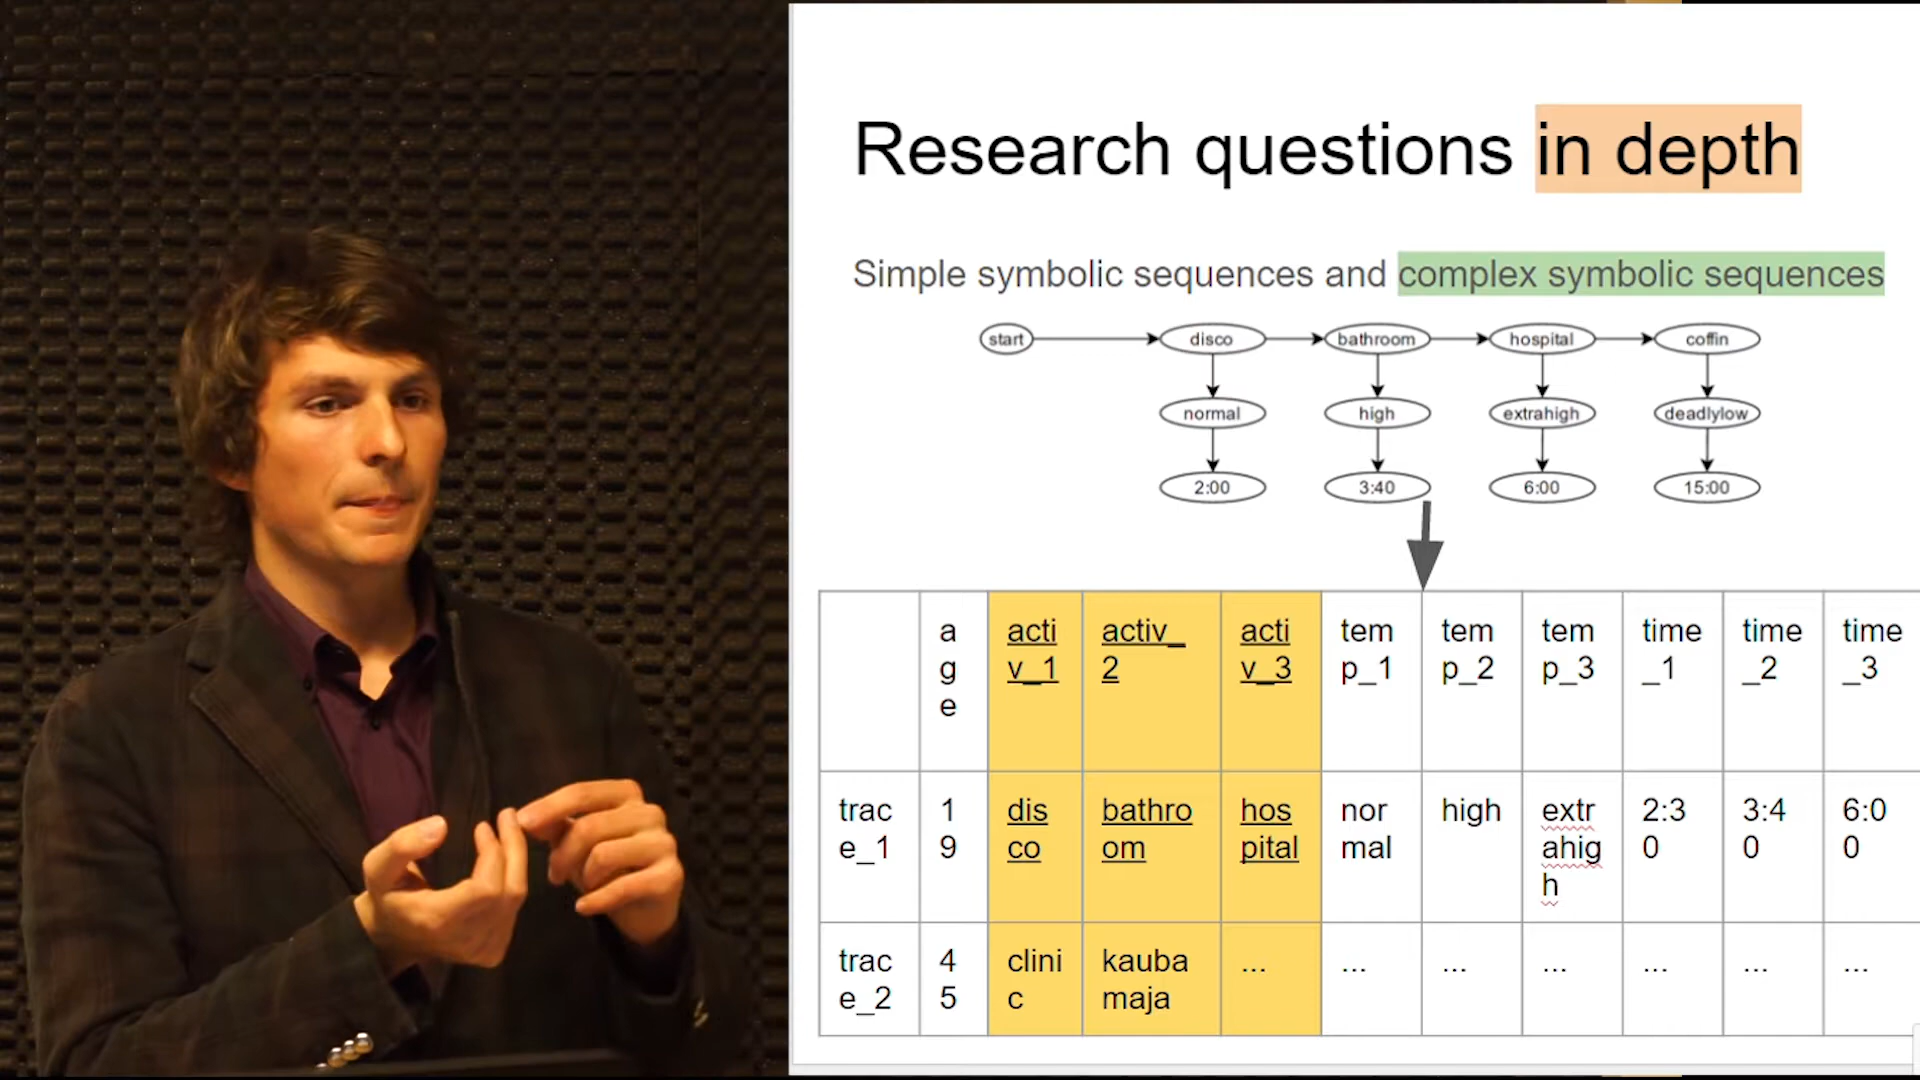 Research questions in depth
Simple symbolic sequences and complex symbolic sequences
start disco bathroom hospital coffin
normal high extrahigh deadlylow
2:00 3:40 6:00 15:00
a acti activ_ acti tem tem tem time time time
g v_1 2 v_3 p_1 p_2 p_3 _1 _2 _3
e
trac 1 dis bathro hos nor high extr 2:3 3:4 6:0
e_1 9 co om pital mal ahig 0 0 0
h
trac 4 clini kauba ... ... ... ... ... ... ...
e_2 5 c maja